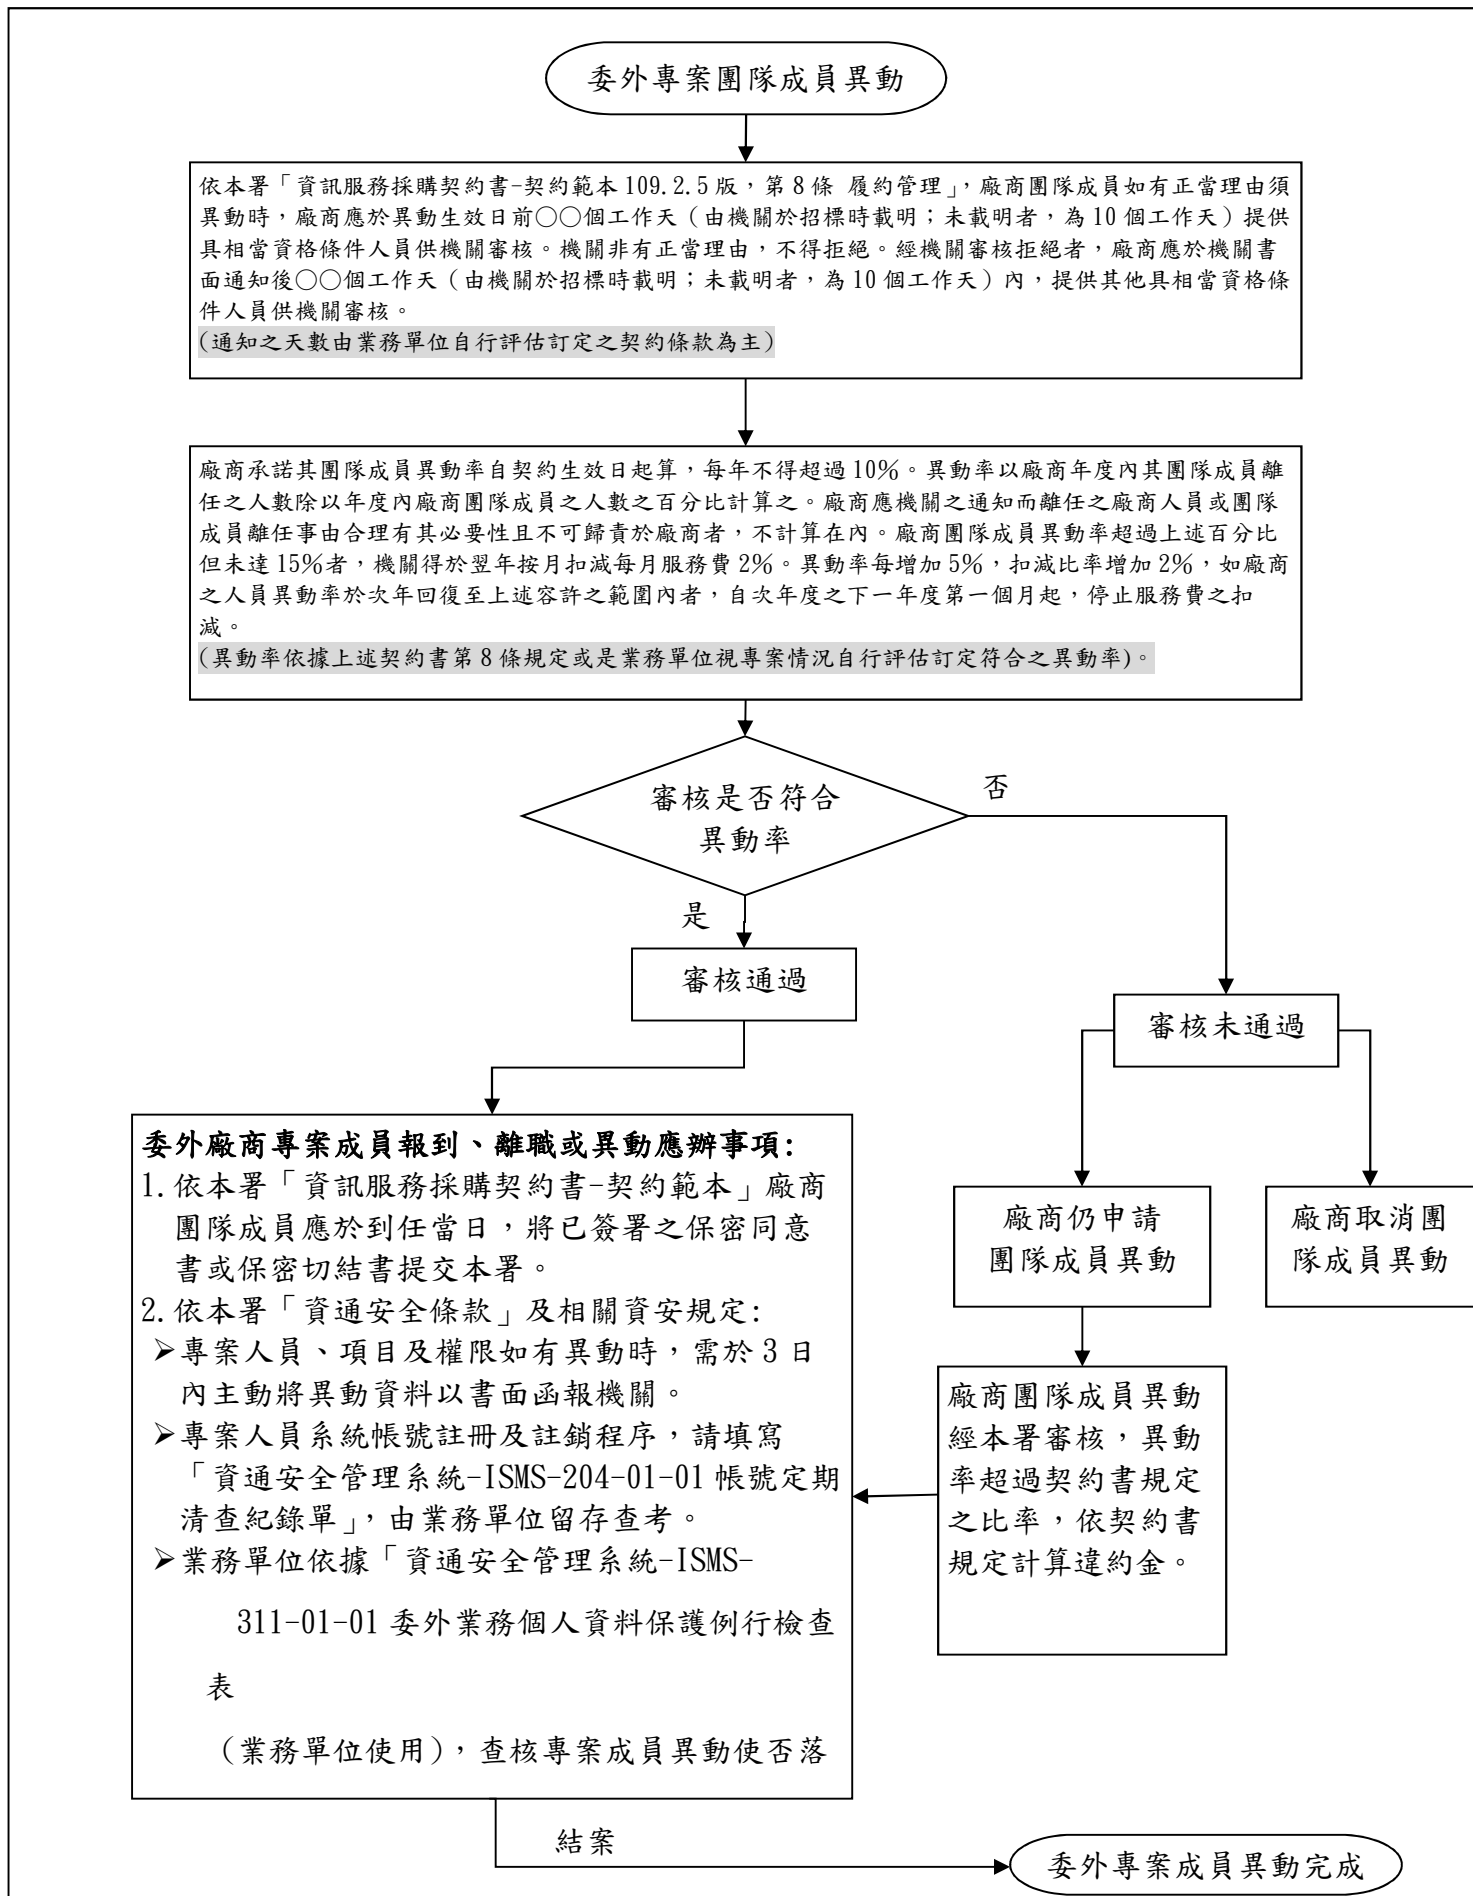 委外專案團隊成員異動
依本署「資訊服務採購契約書-契約範本 109.2.5 版，第 8 條 履約管理」，廠商團隊成員如有正當理由須
異動時，廠商應於異動生效日前○○個工作天（由機關於招標時載明；未載明者，為 10 個工作天）提供
具相當資格條件人員供機關審核。機關非有正當理由，不得拒絕。經機關審核拒絕者，廠商應於機關書
面通知後○○個工作天（由機關於招標時載明；未載明者，為 10 個工作天）內，提供其他具相當資格條
件人員供機關審核。
(通知之天數由業務單位自行評估訂定之契約條款為主)
廠商承諾其團隊成員異動率自契約生效日起算，每年不得超過 10%。異動率以廠商年度內其團隊成員離
任之人數除以年度內廠商團隊成員之人數之百分比計算之。廠商應機關之通知而離任之廠商人員或團隊
成員離任事由合理有其必要性且不可歸責於廠商者，不計算在內。廠商團隊成員異動率超過上述百分比
但未達 15%者，機關得於翌年按月扣減每月服務費 2%。異動率每增加 5%，扣減比率增加 2%，如廠商
之人員異動率於次年回復至上述容許之範圍內者，自次年度之下一年度第一個月起，停止服務費之扣
減。
(異動率依據上述契約書第 8 條規定或是業務單位視專案情況自行評估訂定符合之異動率)。
審核是否符合
異動率
否
是
審核通過
審核未通過
委外廠商專案成員報到、離職或異動應辦事項:
1.依本署「資訊服務採購契約書-契約範本」廠商
團隊成員應於到任當日，將已簽署之保密同意
書或保密切結書提交本署。
2.依本署「資通安全條款」及相關資安規定:
➢專案人員、項目及權限如有異動時，需於 3 日
內主動將異動資料以書面函報機關。
➢專案人員系統帳號註冊及註銷程序，請填寫
「資通安全管理系統-ISMS-204-01-01 帳號定期
清查紀錄單」，由業務單位留存查考。
➢業務單位依據「資通安全管理系統-ISMS-
311-01-01 委外業務個人資料保護例行檢查
表
（業務單位使用），查核專案成員異動使否落
廠商仍申請
團隊成員異動
廠商取消團
隊成員異動
廠商團隊成員異動
經本署審核，異動
率超過契約書規定
之比率，依契約書
規定計算違約金。
結案
委外專案成員異動完成